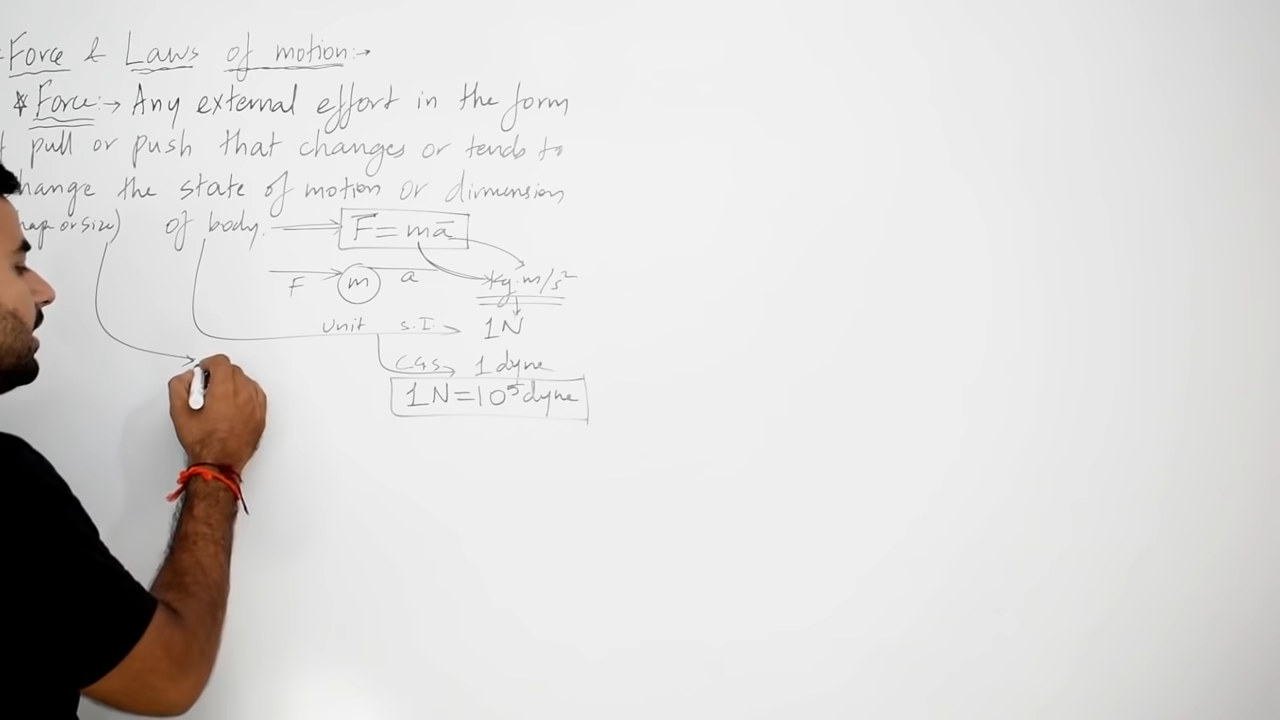 Force & Laws of motion:→
* Force:→ Any external effort in the form
pull or push that changes or tends to
hange the state of motion or dimension
or size) of body. ⟹ F̅ = ma̅
F m a kg.m/s²
Unit S.I. → 1N
C.G.S → 1 dyne
1N = 10⁵ dyne